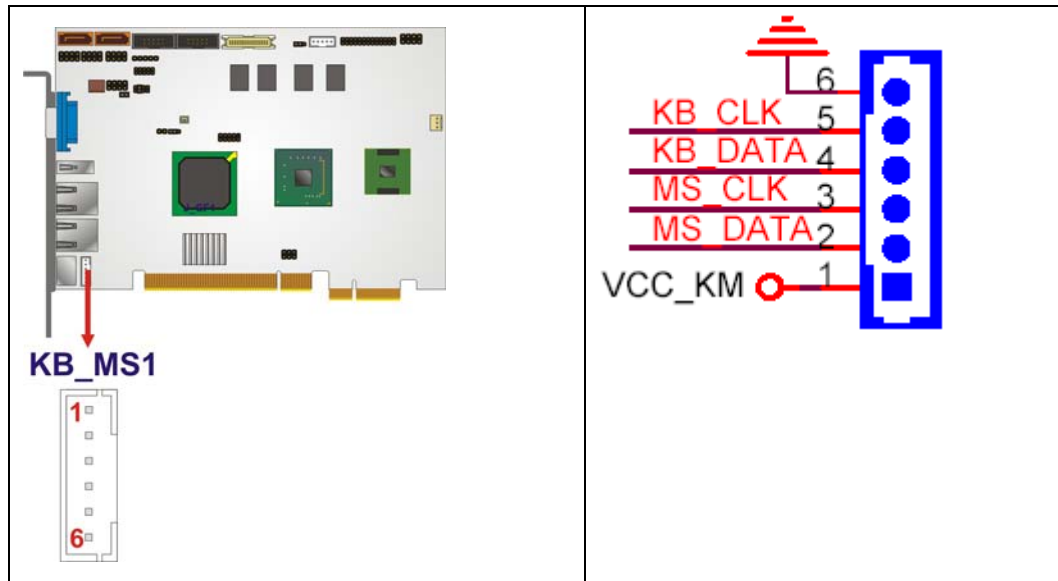 KB_MS1
1
6
6
KB_CLK 5
KB_DATA 4
MS_CLK 3
MS_DATA 2
VCC_KM 1